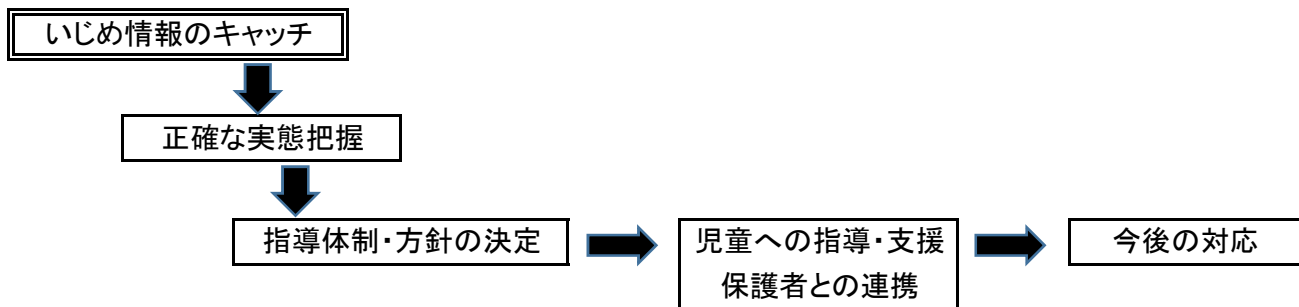 いじめ情報のキャッチ
正確な実態把握
指導体制・方針の決定
児童への指導・支援
保護者との連携
今後の対応